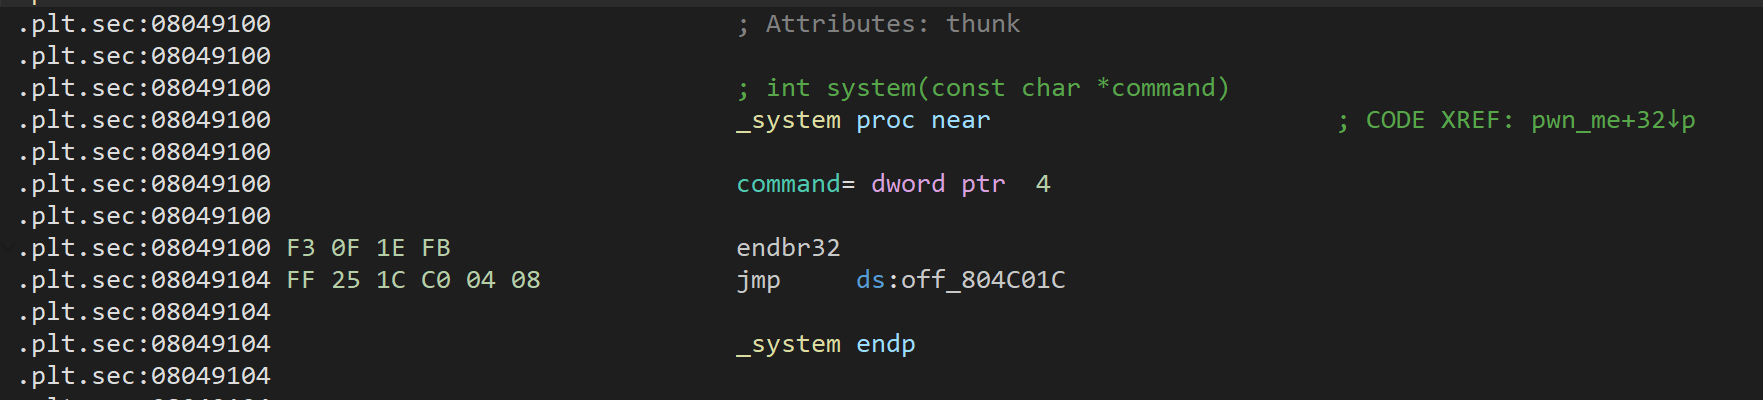 .plt.sec:08049100 ; Attributes: thunk
.plt.sec:08049100
.plt.sec:08049100 ; int system(const char *command)
.plt.sec:08049100 _system proc near ; CODE XREF: pwn_me+32↓p
.plt.sec:08049100
.plt.sec:08049100 command= dword ptr 4
.plt.sec:08049100
.plt.sec:08049100 F3 0F 1E FB endbr32
.plt.sec:08049104 FF 25 1C C0 04 08 jmp ds:off_804C01C
.plt.sec:08049104
.plt.sec:08049104 _system endp
.plt.sec:08049104